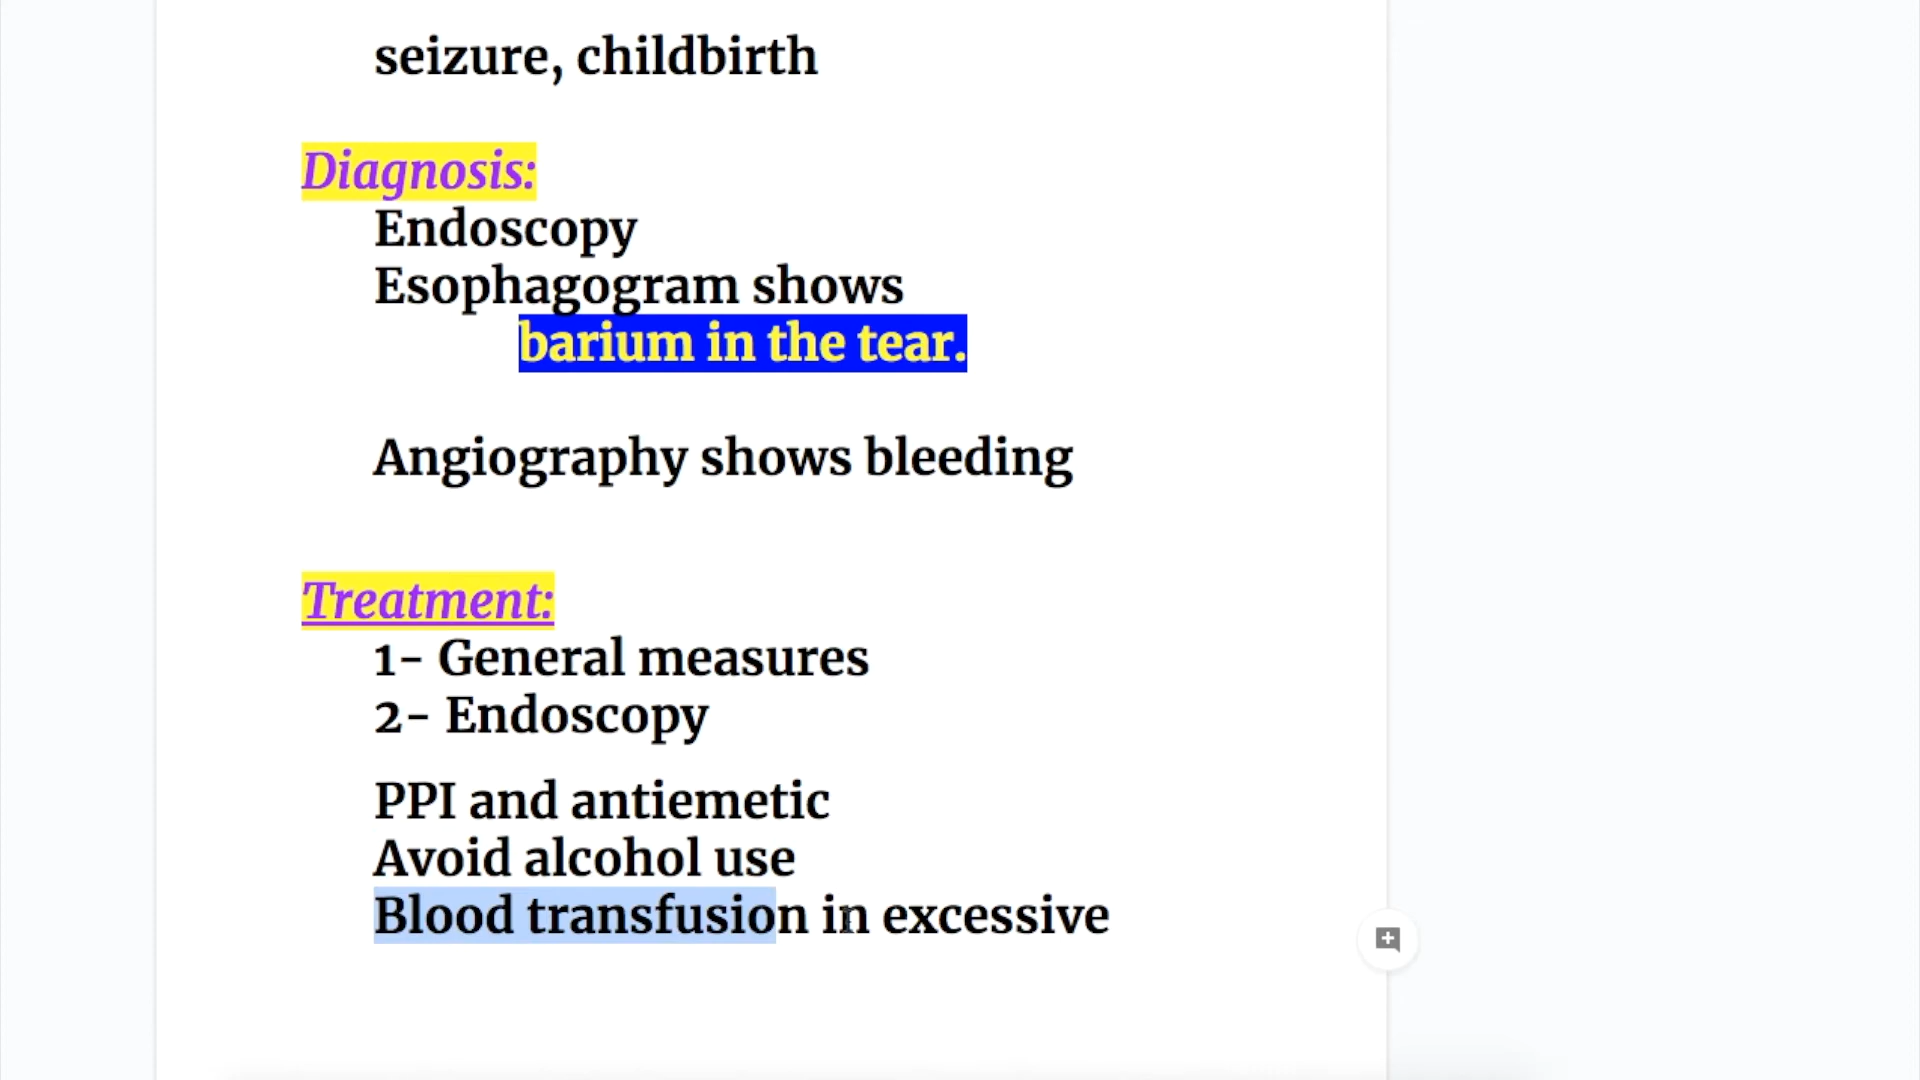 seizure, childbirth
Diagnosis:
Endoscopy
Esophagogram shows
barium in the tear.
Angiography shows bleeding
Treatment:
1- General measures
2- Endoscopy
PPI and antiemetic
Avoid alcohol use
Blood transfusion in excessive